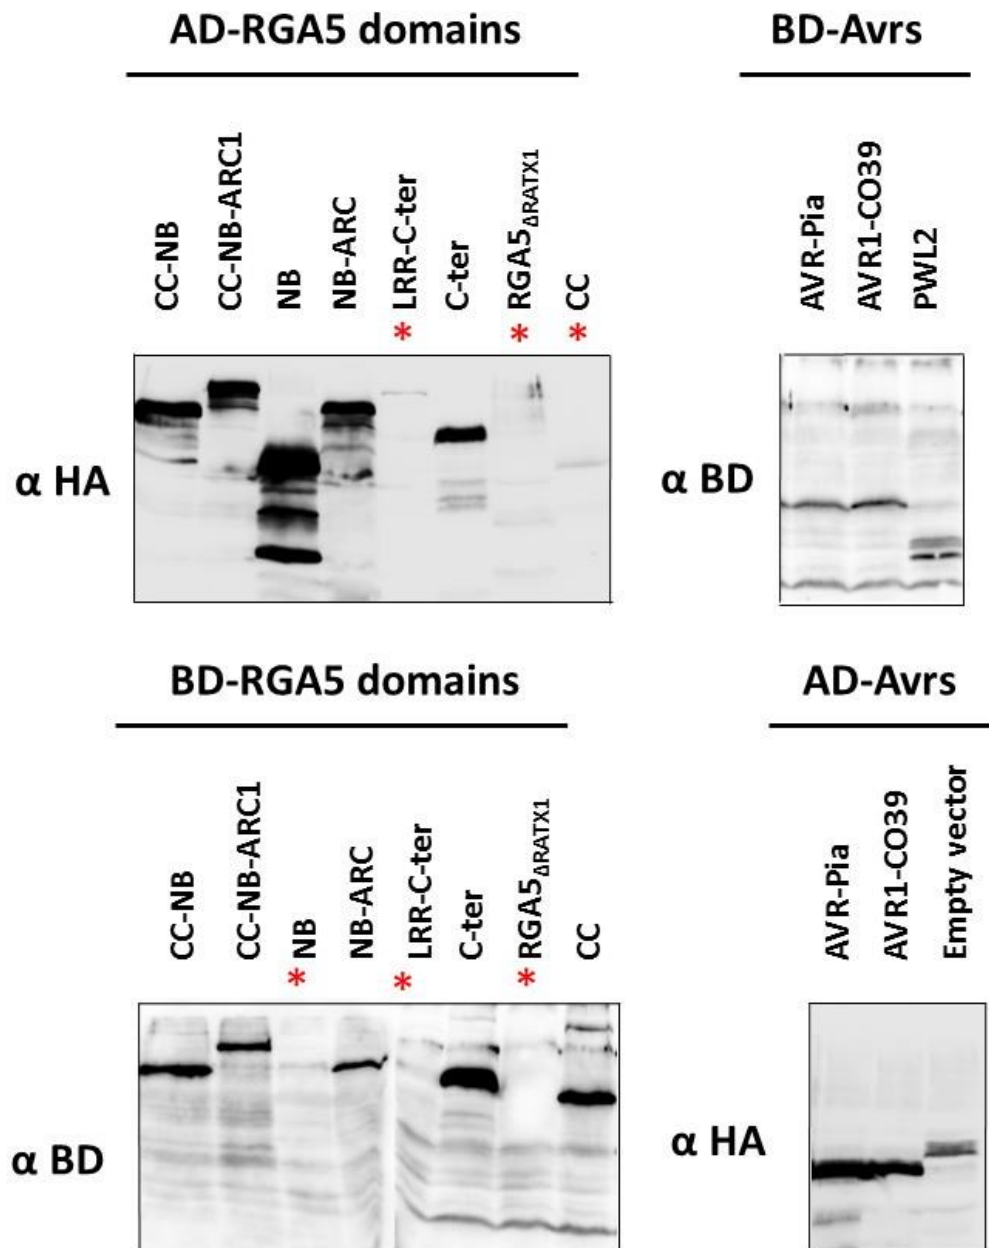 AD-RGA5 domains
BD-Avrs
CC-NB
CC-NB-ARC1
NB
NB-ARC
* LRR-C-ter
C-ter
* RGA5ΔRATX1
* CC
AVR-Pia
AVR1-CO39
PWL2
α HA
α BD
BD-RGA5 domains
AD-Avrs
CC-NB
CC-NB-ARC1
* NB
NB-ARC
* LRR-C-ter
C-ter
* RGA5ΔRATX1
CC
AVR-Pia
AVR1-CO39
Empty vector
α BD
α HA